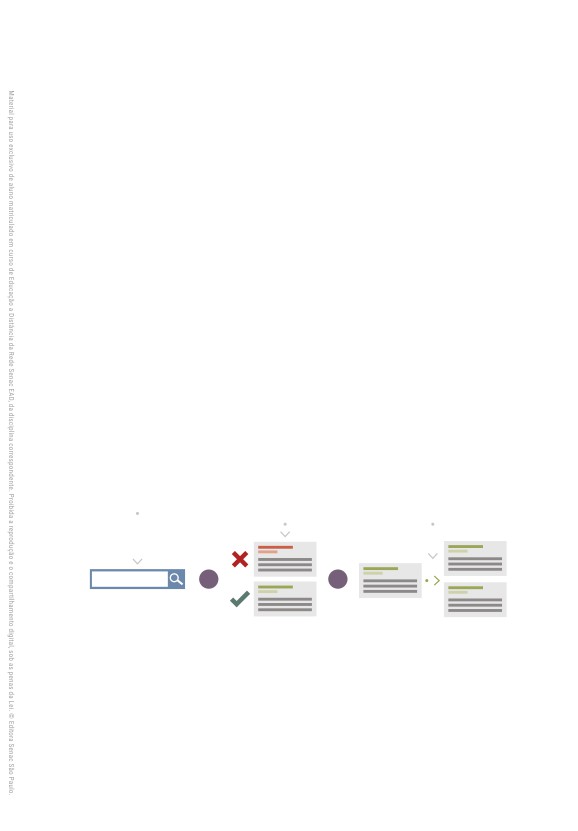 Material para uso exclusivo de aluno matriculado em curso de Educação a Distância da Rede Senac EAD, da disciplina correspondente. Proibida a reprodução e o compartilhamento digital, sob as penas da Lei. © Editora Senac São Paulo.